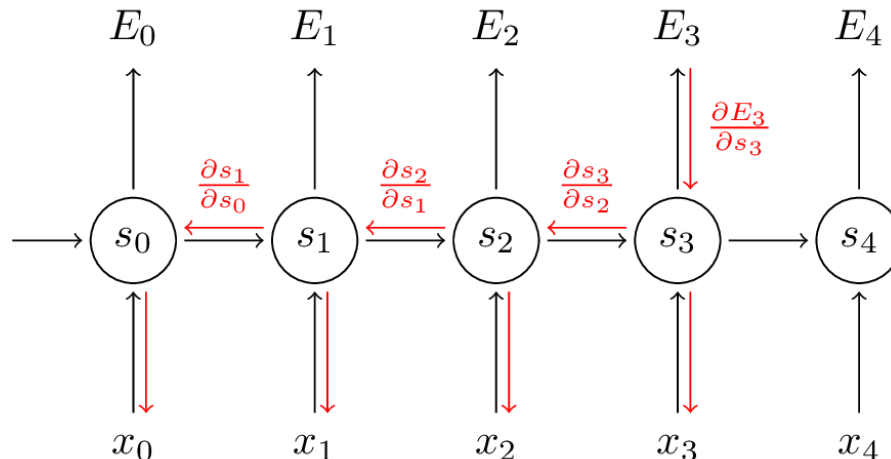 E₀ E₁ E₂ E₃ E₄
∂E₃/∂s₃
∂s₁/∂s₀ ∂s₂/∂s₁ ∂s₃/∂s₂
s₀ s₁ s₂ s₃ s₄
x₀ x₁ x₂ x₃ x₄